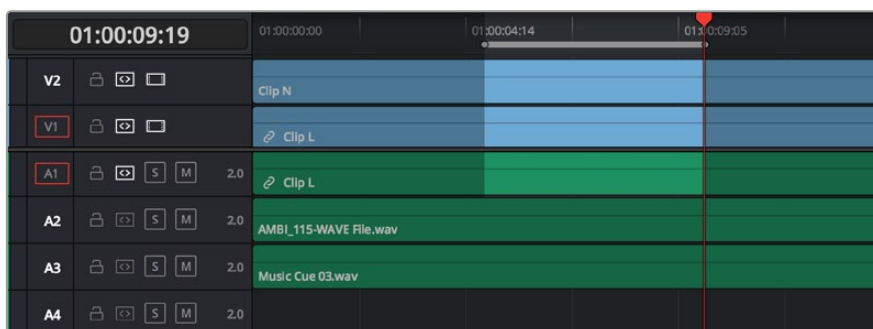 01:00:09:19 01:00:00:00 01:00:04:14 01:00:09:05
V2 Clip N
V1 Clip L
A1 S M 2.0 Clip L
A2 S M 2.0 AMBI_115-WAVE File.wav
A3 S M 2.0 Music Cue 03.wav
A4 S M 2.0